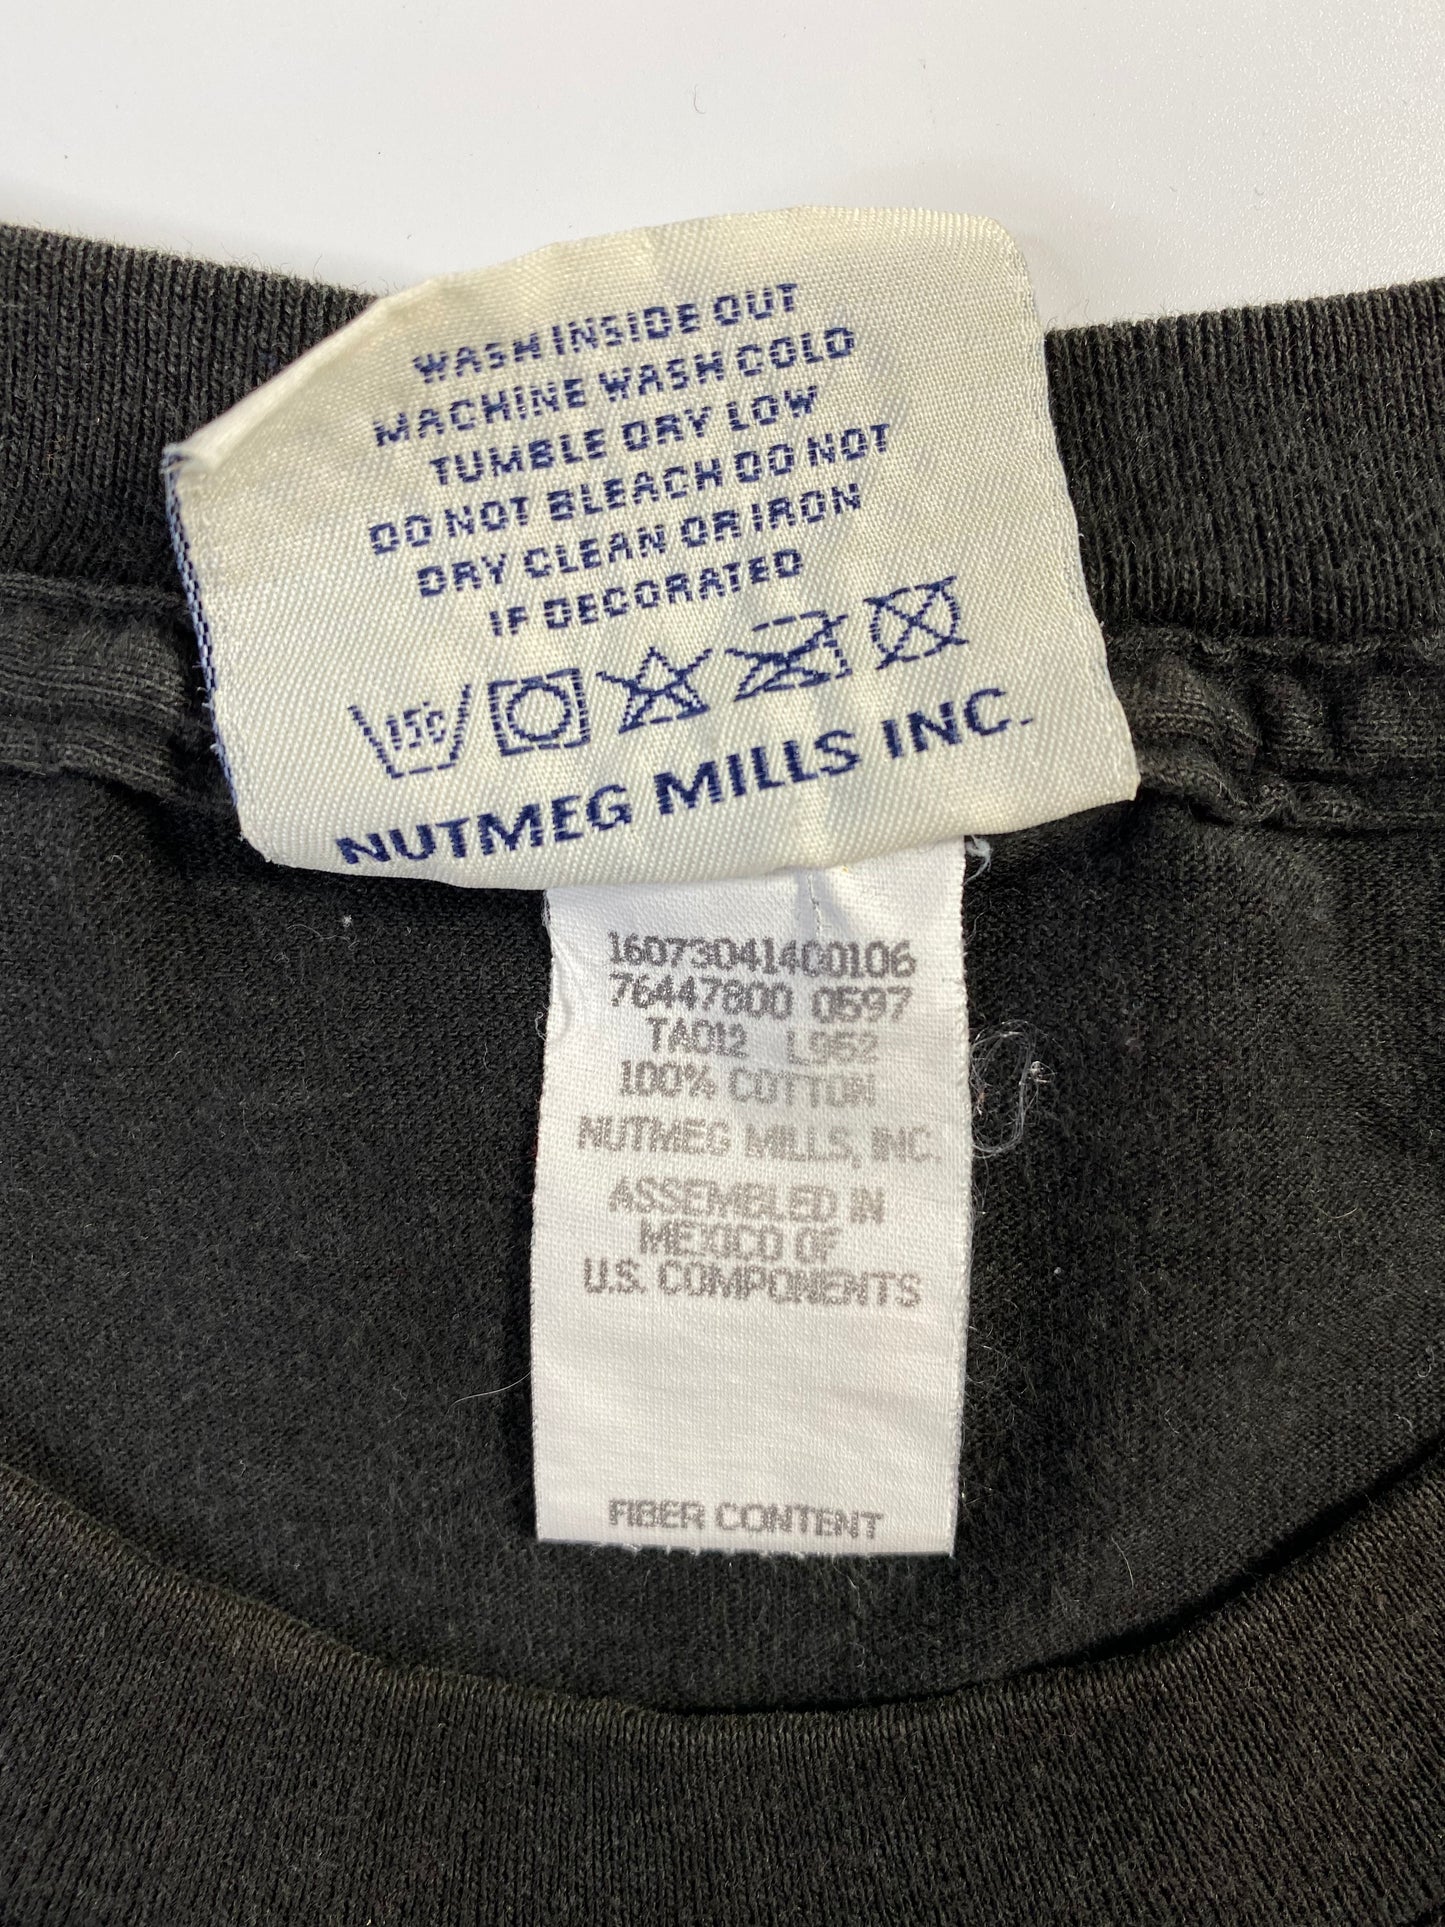 WASH INSIDE OUT
MACHINE WASH COLD
TUMBLE DRY LOW
DO NOT BLEACH DO NOT
DRY CLEAN OR IRON
IF DECORATED
15°C
NUTMEG MILLS INC.
16073041400106
76447800 0597
TA012 L952
100% COTTON
NUTMEG MILLS, INC.
ASSEMBLED IN
MEXICO OF
U.S. COMPONENTS
FIBER CONTENT